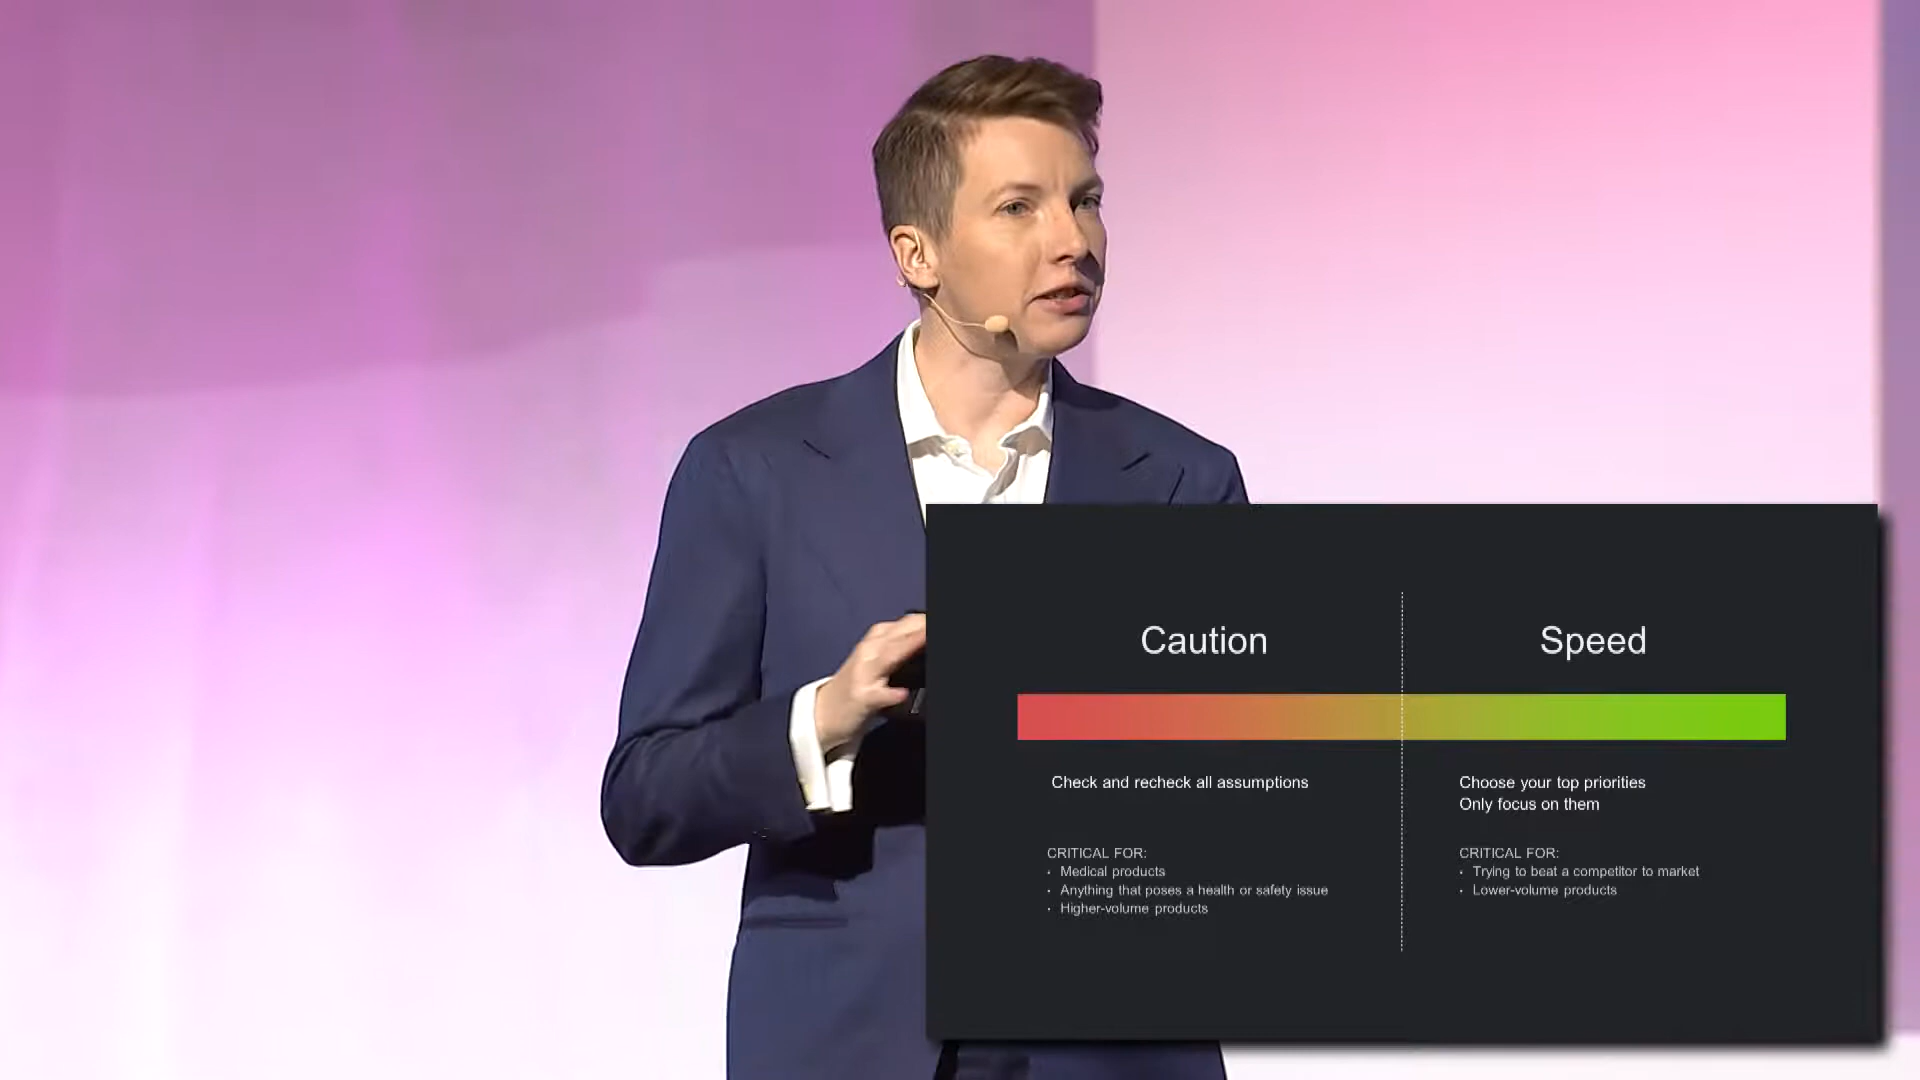 Caution
Check and recheck all assumptions
CRITICAL FOR:
· Medical products
· Anything that poses a health or safety issue
· Higher-volume products
Speed
Choose your top priorities
Only focus on them
CRITICAL FOR:
· Trying to beat a competitor to market
· Lower-volume products